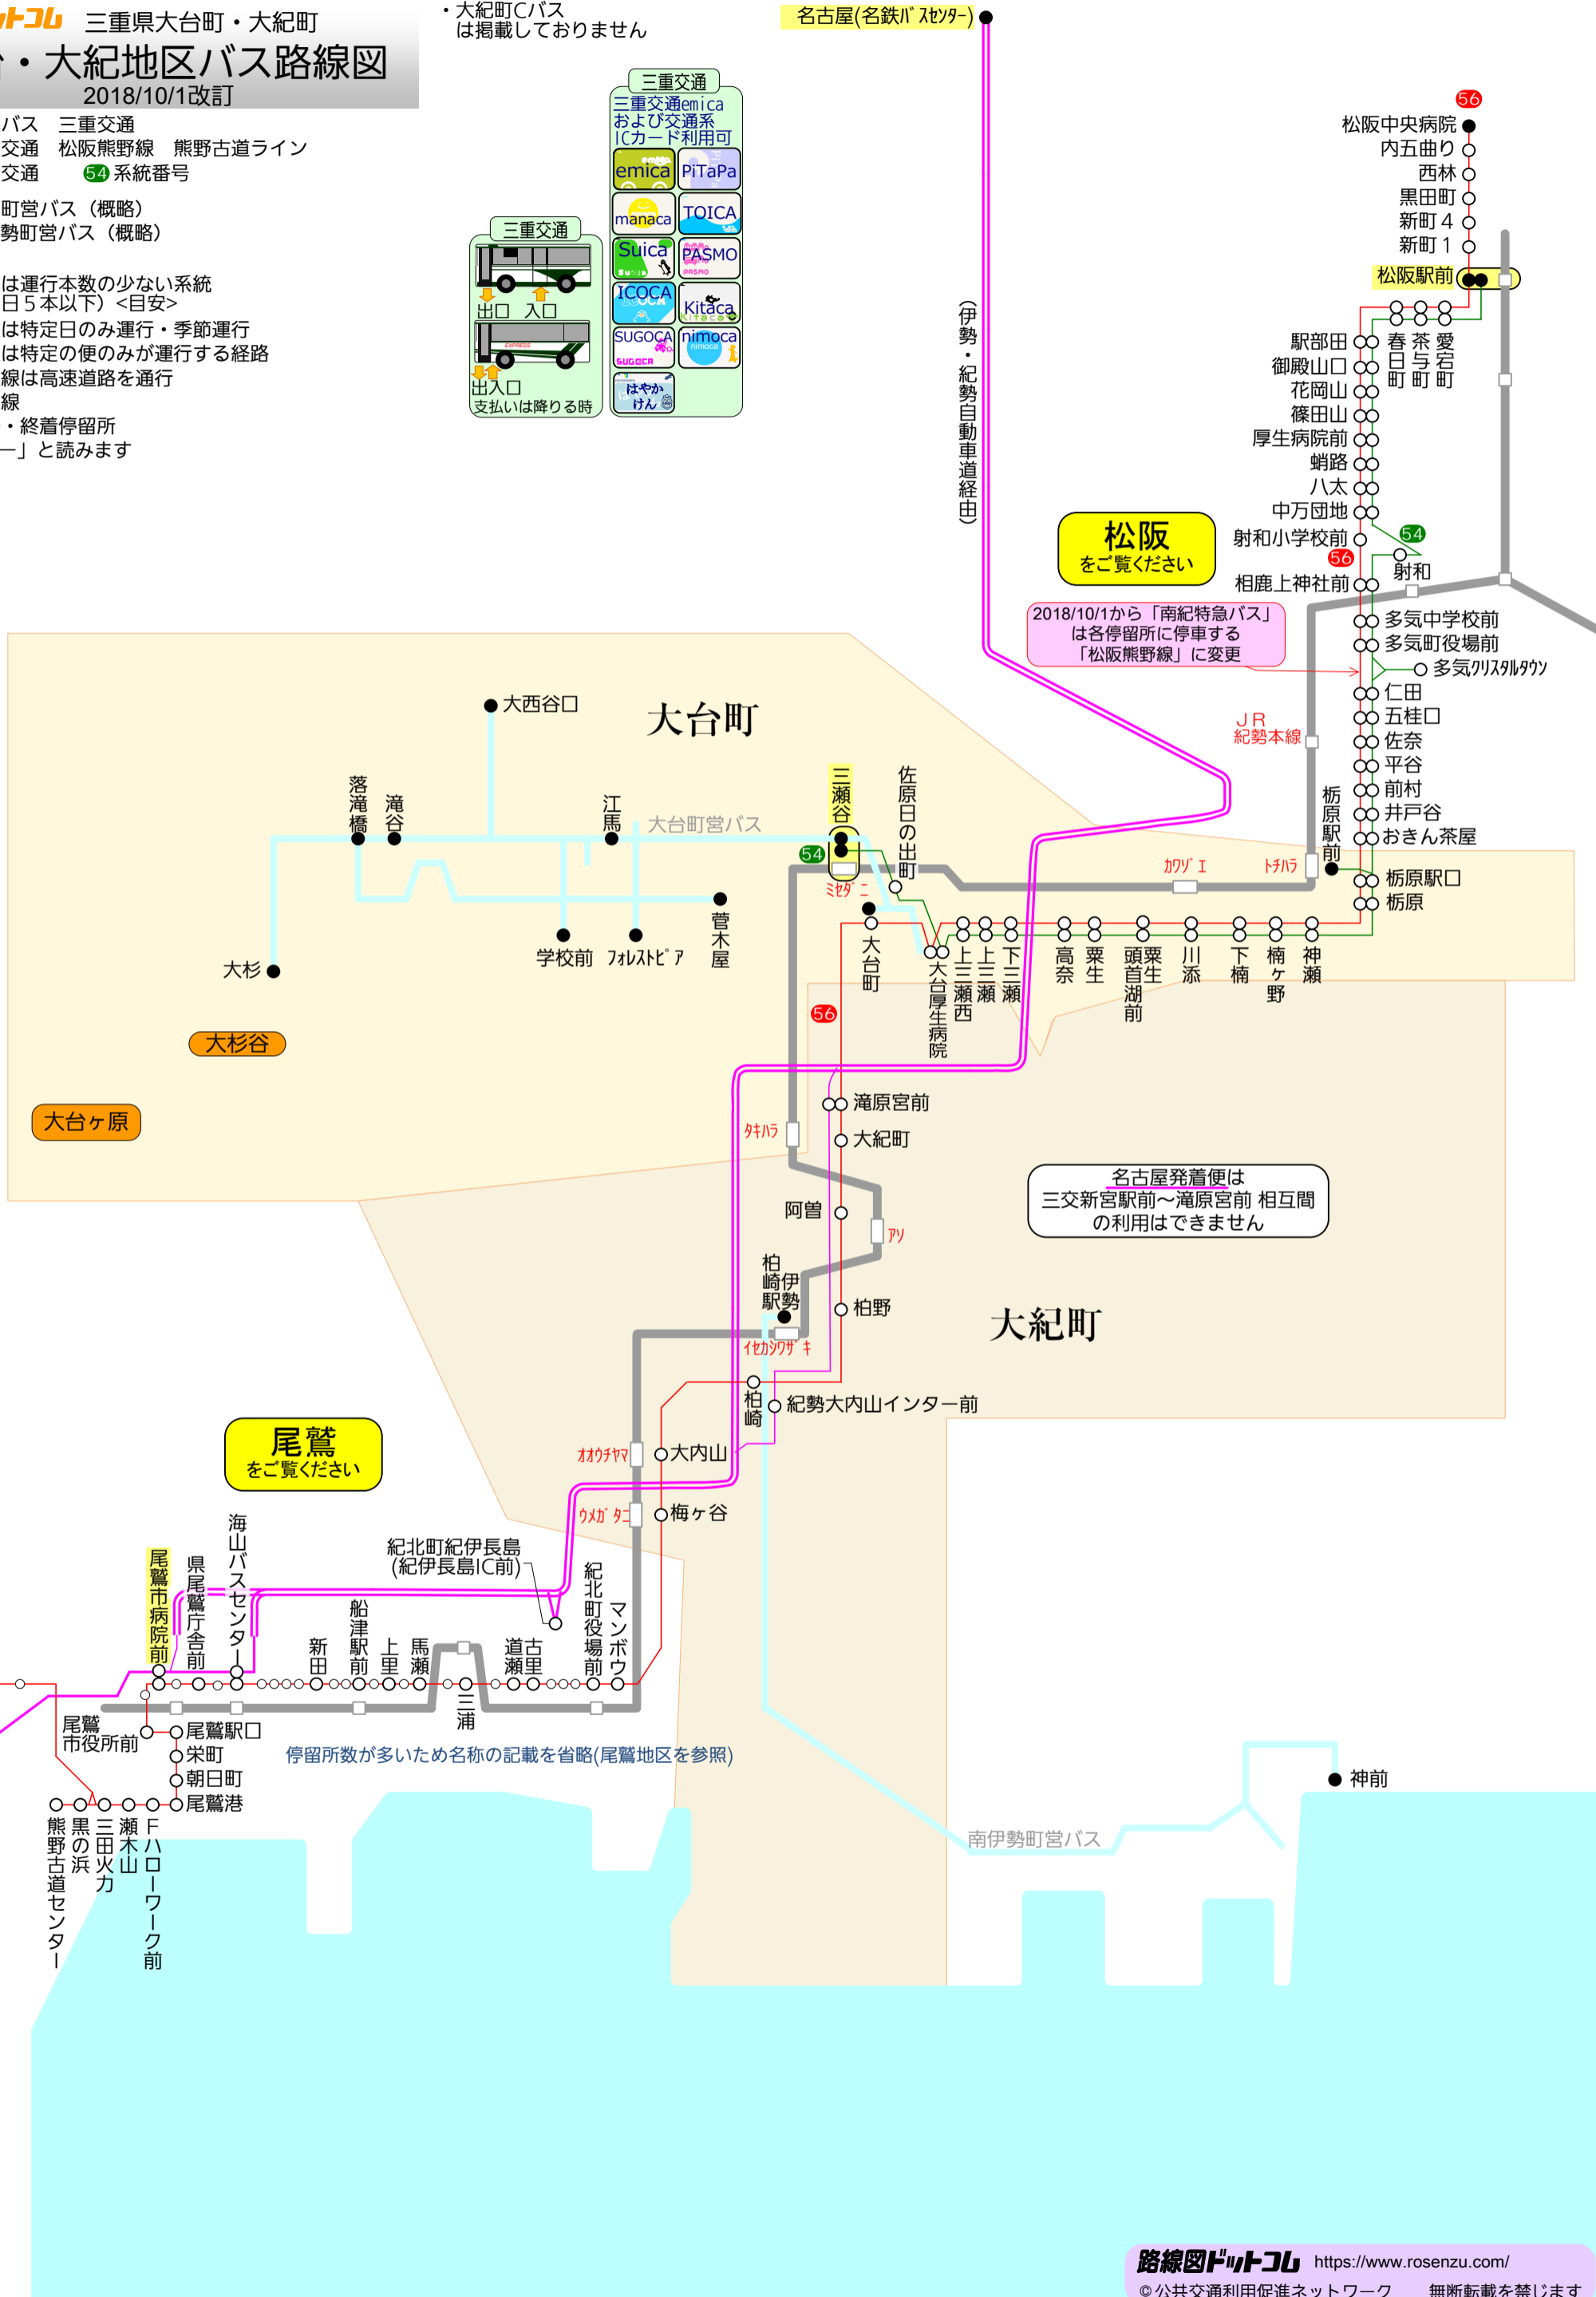 ットコム 三重県大台町・大紀町
・大紀地区バス路線図
2018/10/1改訂
バス 三重交通
交通 松阪熊野線 熊野古道ライン
交通 54 系統番号
町営バス（概略）
勢町営バス（概略）
は運行本数の少ない系統
日５本以下）<目安>
は特定日のみ運行・季節運行
は特定の便のみが運行する経路
線は高速道路を通行
線
・終着停留所
ー」と読みます
・大紀町Cバス
は掲載しておりません
三重交通
出口 入口
EXPRESS
出入口
支払いは降りる時
三重交通
三重交通emica
および交通系
ICカード利用可
emica PiTaPa
manaca TOICA
Suica PASMO
ICOCA Kitaca
SUGOCA nimoca
はやかけん
名古屋(名鉄ﾊﾞｽｾﾝﾀｰ)
（伊勢・紀勢自動車道経由）
56
松阪中央病院
内五曲り
西林
黒田町
新町４
新町１
松阪駅前
春日町
茶与町
愛宕町
駅部田
御殿山口
花岡山
篠田山
厚生病院前
蛸路
八太
中万団地
射和小学校前
54
56
射和
相鹿上神社前
多気中学校前
多気町役場前
多気ｸﾘｽﾀﾙﾀｳﾝ
仁田
五桂口
佐奈
平谷
前村
井戸谷
おきん茶屋
栃原駅前
栃原駅口
栃原
松阪
をご覧ください
2018/10/1から「南紀特急バス」
は各停留所に停車する
「松阪熊野線」に変更
ＪＲ
紀勢本線
大台町
大西谷口
落滝橋
滝谷
江馬
大台町営バス
三瀬谷
佐原日の出町
54
ﾐｾﾀﾞﾆ
ｶﾜｿﾞｴ
ﾄﾁﾊﾗ
菅木屋
学校前
ﾌｫﾚｽﾄﾋﾟｱ
大杉
大台町
大台厚生病院
上三瀬西
上三瀬
下三瀬
高奈
粟生
粟生頭首湖前
川添
下楠
楠ヶ野
神瀬
大杉谷
大台ヶ原
56
滝原宮前
ﾀｷﾊﾗ
大紀町
名古屋発着便は
三交新宮駅前～滝原宮前 相互間
の利用はできません
阿曽
ｱｿ
伊勢柏崎駅
柏野
大紀町
ｲｾｶｼﾜｻﾞｷ
柏崎
紀勢大内山インター前
尾鷲
をご覧ください
ｵｵｳﾁﾔﾏ
大内山
ｳﾒｶﾞﾀﾆ
梅ヶ谷
紀北町紀伊長島
(紀伊長島IC前)
尾鷲市病院前
県尾鷲庁舎前
海山バスセンター
新田
船津駅前
上里
馬瀬
三浦
道瀬
古里
紀北町役場前
マンボウ
尾鷲
市役所前
尾鷲駅口
栄町
朝日町
尾鷲港
停留所数が多いため名称の記載を省略(尾鷲地区を参照)
熊野古道センター
黒の浜
三田火力
瀬木山
Ｆハローワーク前
神前
南伊勢町営バス
路線図ドットコム https://www.rosenzu.com/
©公共交通利用促進ネットワーク 無断転載を禁じます